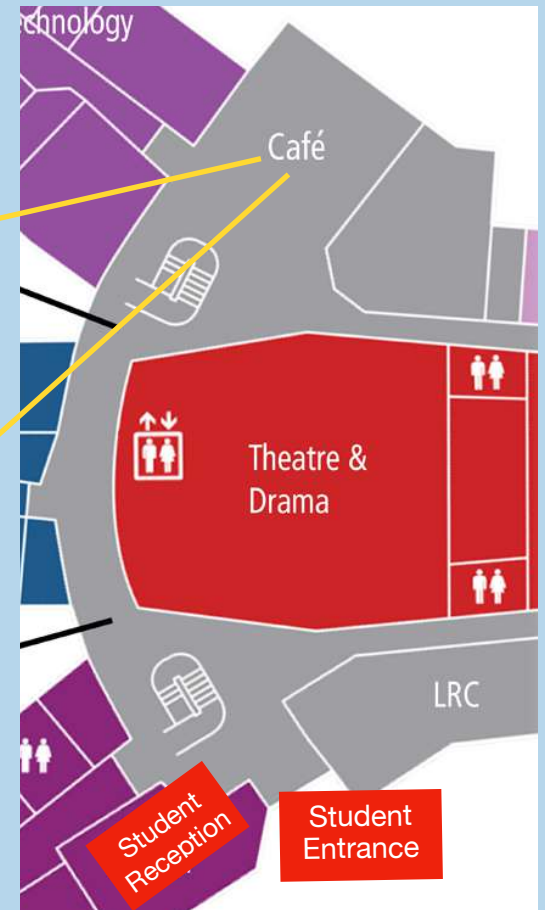 echnology
Café
Theatre &
Drama
LRC
Student
Reception
Student
Entrance